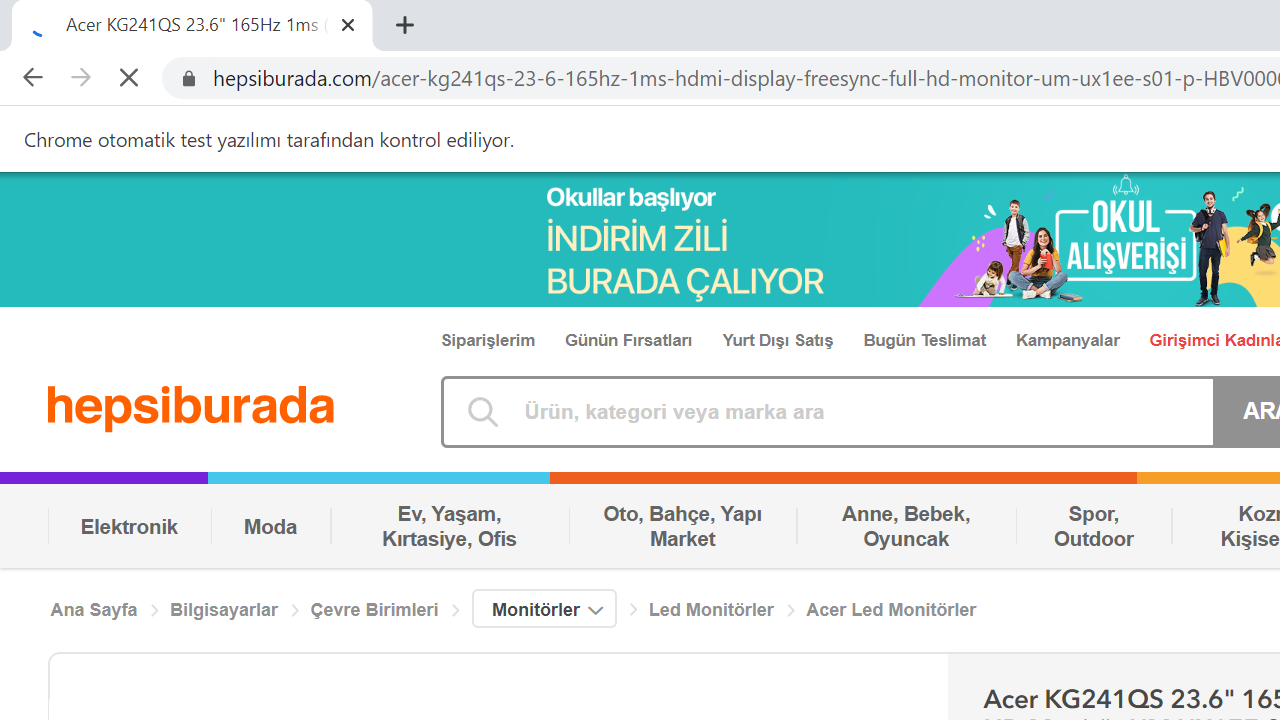 Acer KG241QS 23.6" 165Hz 1ms
hepsiburada.com/acer-kg241qs-23-6-165hz-1ms-hdmi-display-freesync-full-hd-monitor-um-ux1ee-s01-p-HBV0000
Chrome otomatik test yazılımı tarafından kontrol ediliyor.
Okullar başlıyor
İNDİRİM ZİLİ
BURADA ÇALIYOR
OKUL
ALIŞVERİŞİ
Siparişlerim Günün Fırsatları Yurt Dışı Satış Bugün Teslimat Kampanyalar Girişimci Kadınla
hepsiburada
Ürün, kategori veya marka ara
ARA
Elektronik
Moda
Ev, Yaşam,
Kırtasiye, Ofis
Oto, Bahçe, Yapı
Market
Anne, Bebek,
Oyuncak
Spor,
Outdoor
Koz
Kişise
Ana Sayfa Bilgisayarlar Çevre Birimleri Monitörler Led Monitörler Acer Led Monitörler
Acer KG241QS 23.6" 165